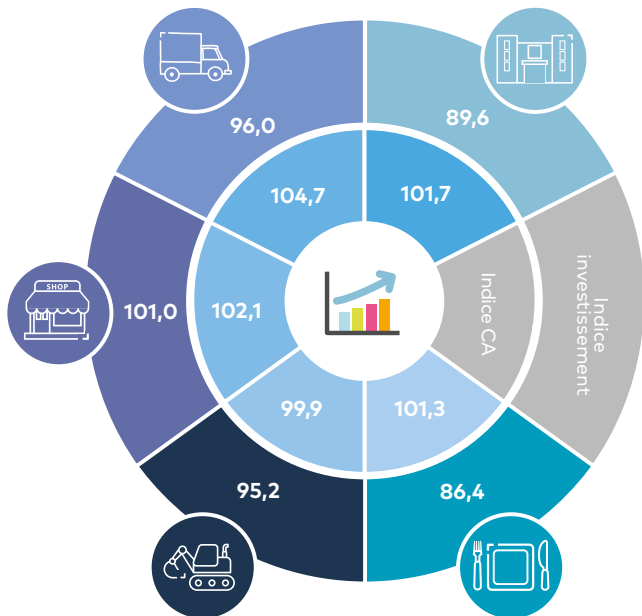 96,0
89,6
104,7
101,7
SHOP
101,0
102,1
Indice CA
Indice
investissement
99,9
101,3
95,2
86,4